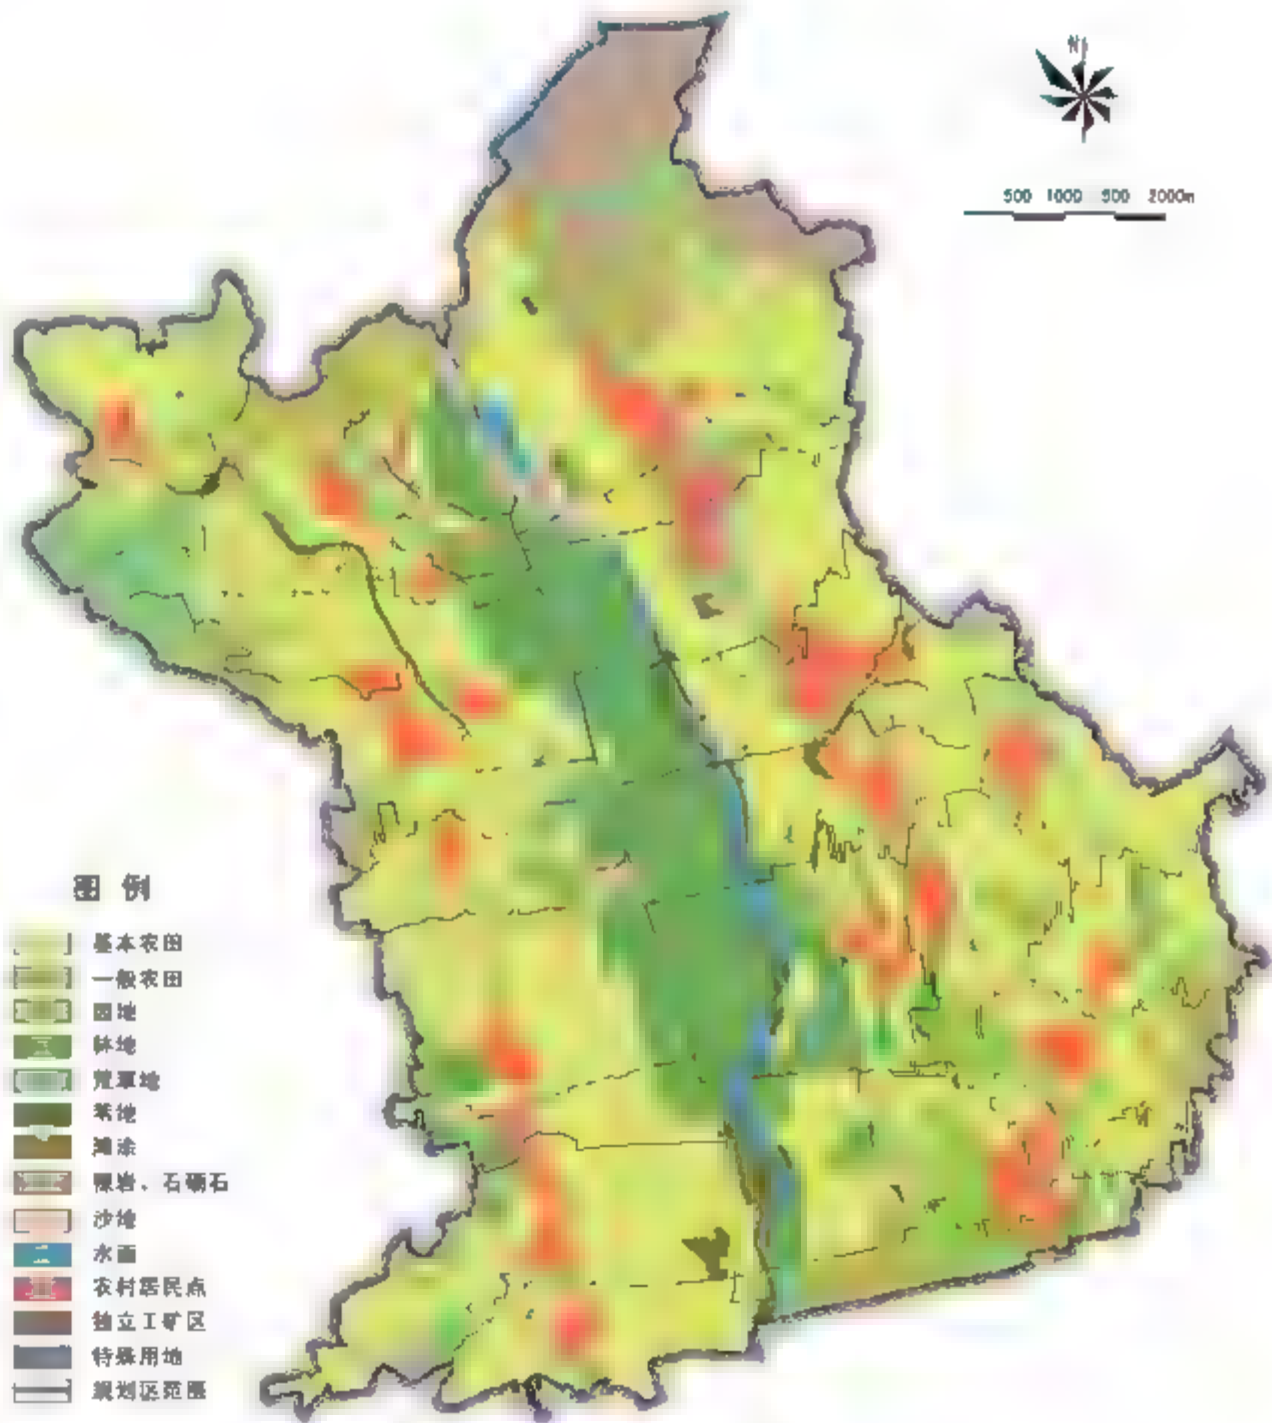 N
500 1000 500 2000m
图 例
基本农田
一般农田
园地
林地
荒草地
苇地
滩涂
裸岩、石砾石
沙地
水面
农村居民点
独立工矿区
特殊用地
规划区范围